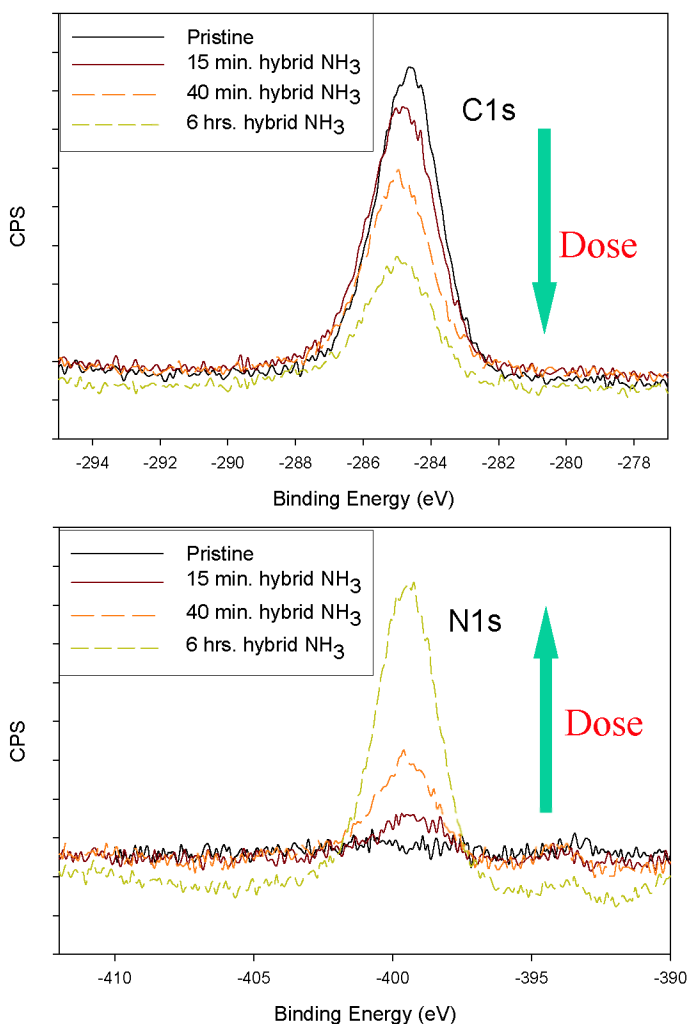 Pristine
15 min. hybrid NH3
40 min. hybrid NH3
6 hrs. hybrid NH3
C1s
Dose
CPS
-294 -292 -290 -288 -286 -284 -282 -280 -278
Binding Energy (eV)
Pristine
15 min. hybrid NH3
40 min. hybrid NH3
6 hrs. hybrid NH3
N1s
Dose
CPS
-410 -405 -400 -395 -390
Binding Energy (eV)